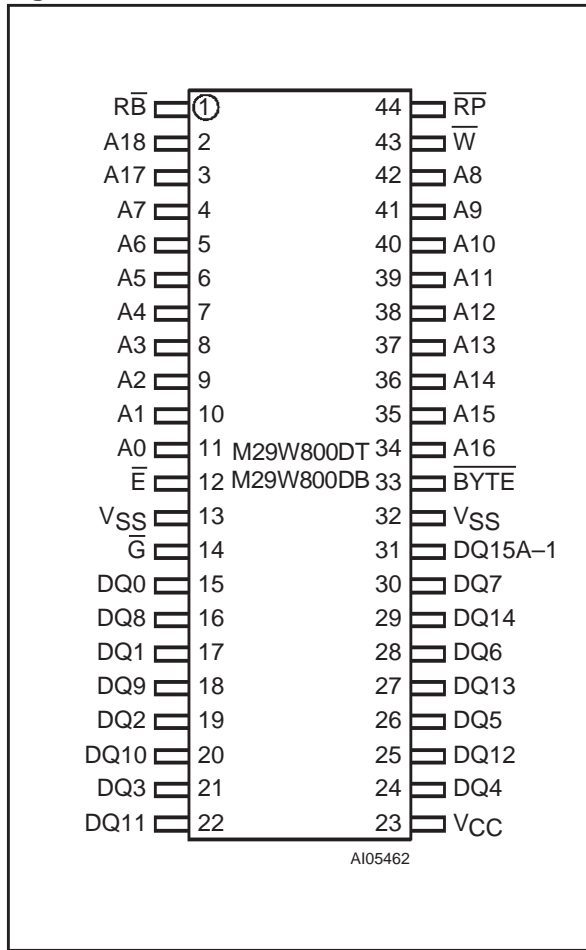 RB̅ 1 44 R̅P̅
A18 2 43 W̅
A17 3 42 A8
A7 4 41 A9
A6 5 40 A10
A5 6 39 A11
A4 7 38 A12
A3 8 37 A13
A2 9 36 A14
A1 10 35 A15
A0 11 M29W800DT 34 A16
E̅ 12 M29W800DB 33 B̅Y̅T̅E̅
VSS 13 32 VSS
G̅ 14 31 DQ15A–1
DQ0 15 30 DQ7
DQ8 16 29 DQ14
DQ1 17 28 DQ6
DQ9 18 27 DQ13
DQ2 19 26 DQ5
DQ10 20 25 DQ12
DQ3 21 24 DQ4
DQ11 22 23 VCC
AI05462